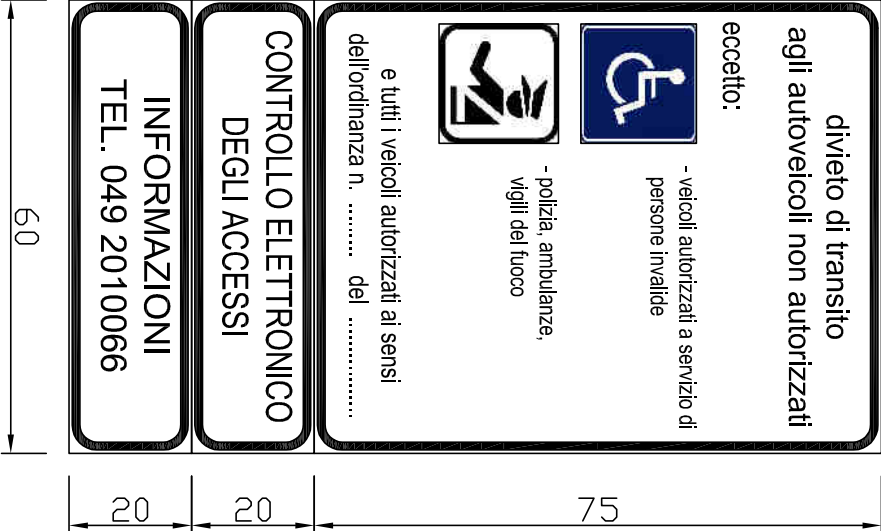 divieto di transito
agli autoveicoli non autorizzati
eccetto:
- veicoli autorizzati a servizio di
persone invalide
- polizia, ambulanze,
vigili del fuoco
e tutti i veicoli autorizzati ai sensi
dell'ordinanza n. ......... del ...............
CONTROLLO ELETTRONICO
DEGLI ACCESSI
INFORMAZIONI
TEL. 049 2010066
60
20
20
75